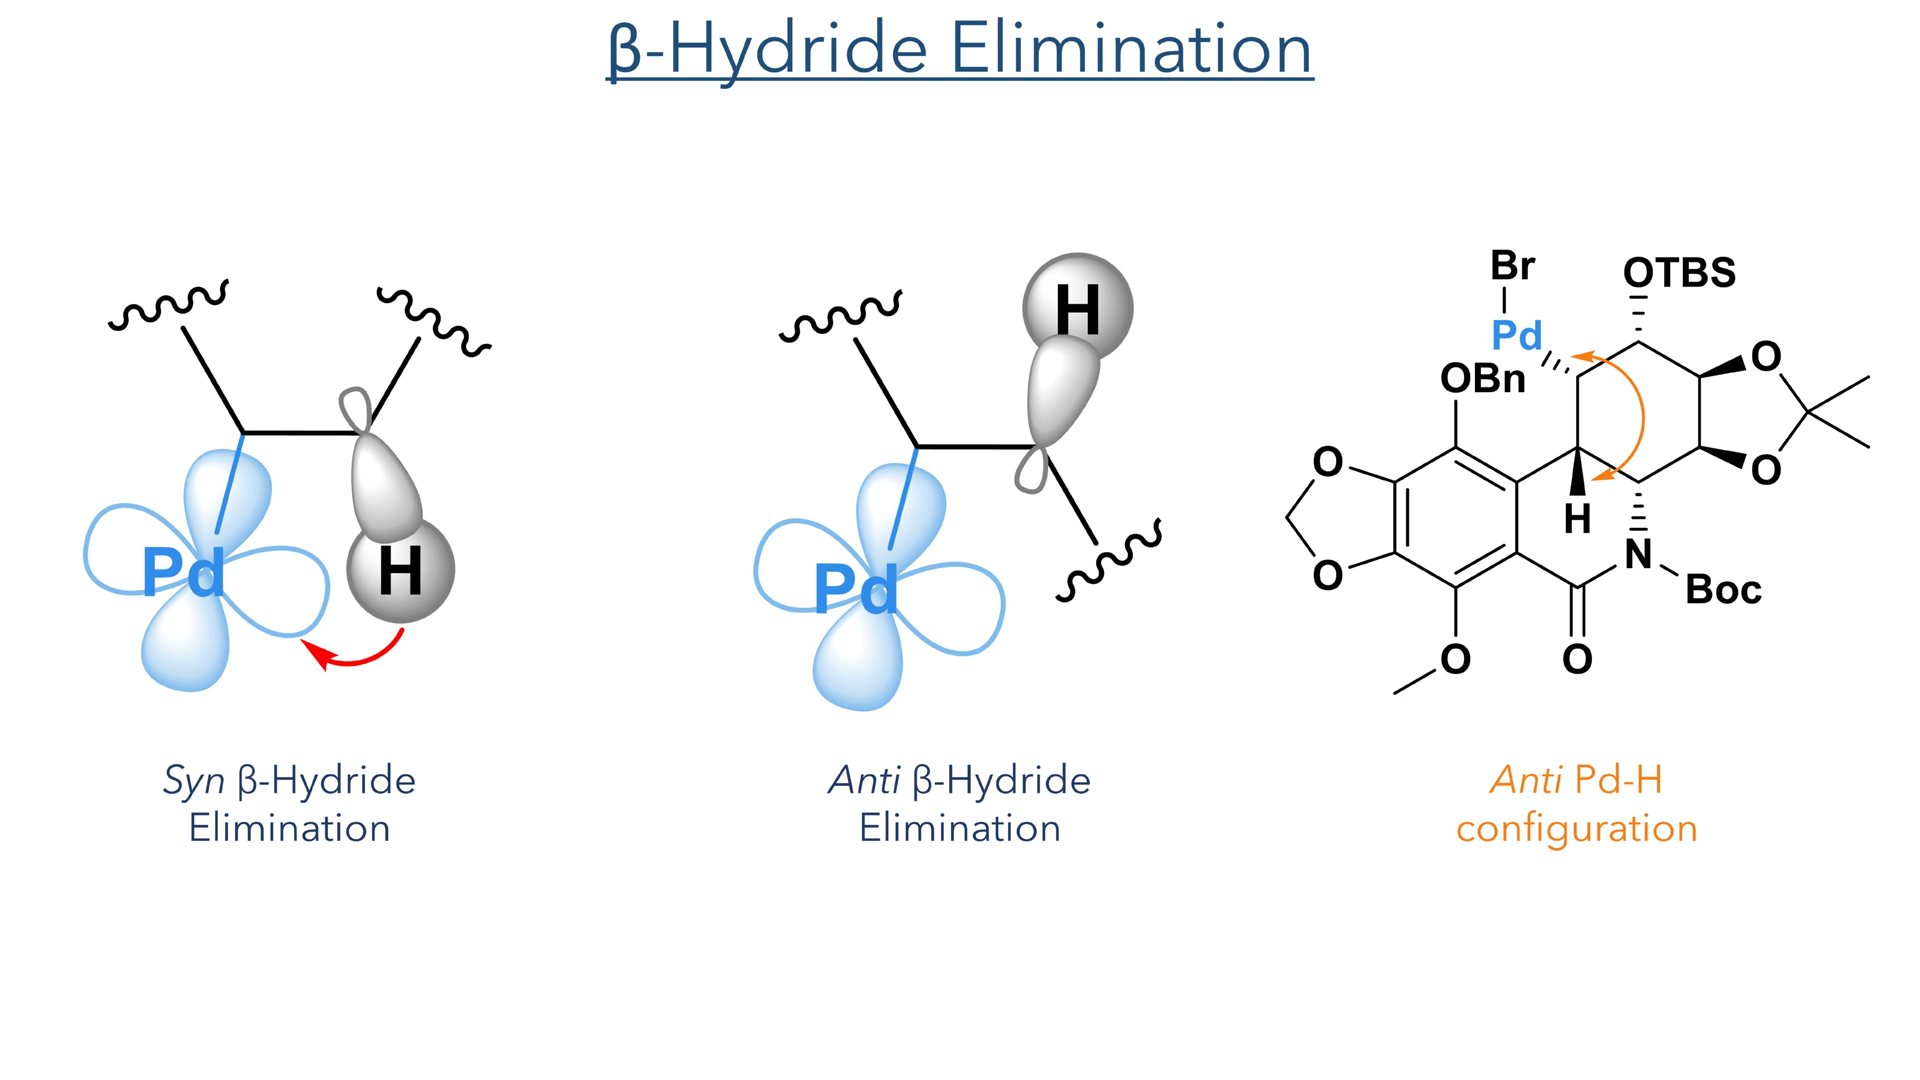 β-Hydride Elimination
Pd
H
Syn β-Hydride
Elimination
Pd
H
Anti β-Hydride
Elimination
Br
Pd
OTBS
OBn
O
O
O
O
H
N
Boc
O
O
Anti Pd-H
configuration